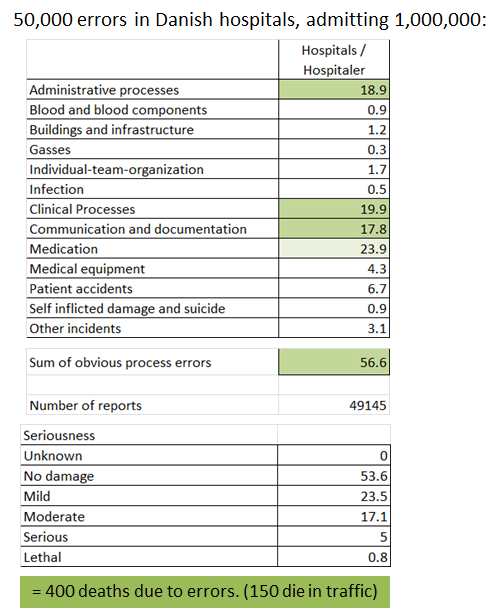 50,000 errors in Danish hospitals, admitting 1,000,000:
Hospitals /
Hospitaler
Administrative processes 18.9
Blood and blood components 0.9
Buildings and infrastructure 1.2
Gasses 0.3
Individual-team-organization 1.7
Infection 0.5
Clinical Processes 19.9
Communication and documentation 17.8
Medication 23.9
Medical equipment 4.3
Patient accidents 6.7
Self inflicted damage and suicide 0.9
Other incidents 3.1
Sum of obvious process errors 56.6
Number of reports 49145
Seriousness
Unknown 0
No damage 53.6
Mild 23.5
Moderate 17.1
Serious 5
Lethal 0.8
= 400 deaths due to errors. (150 die in traffic)